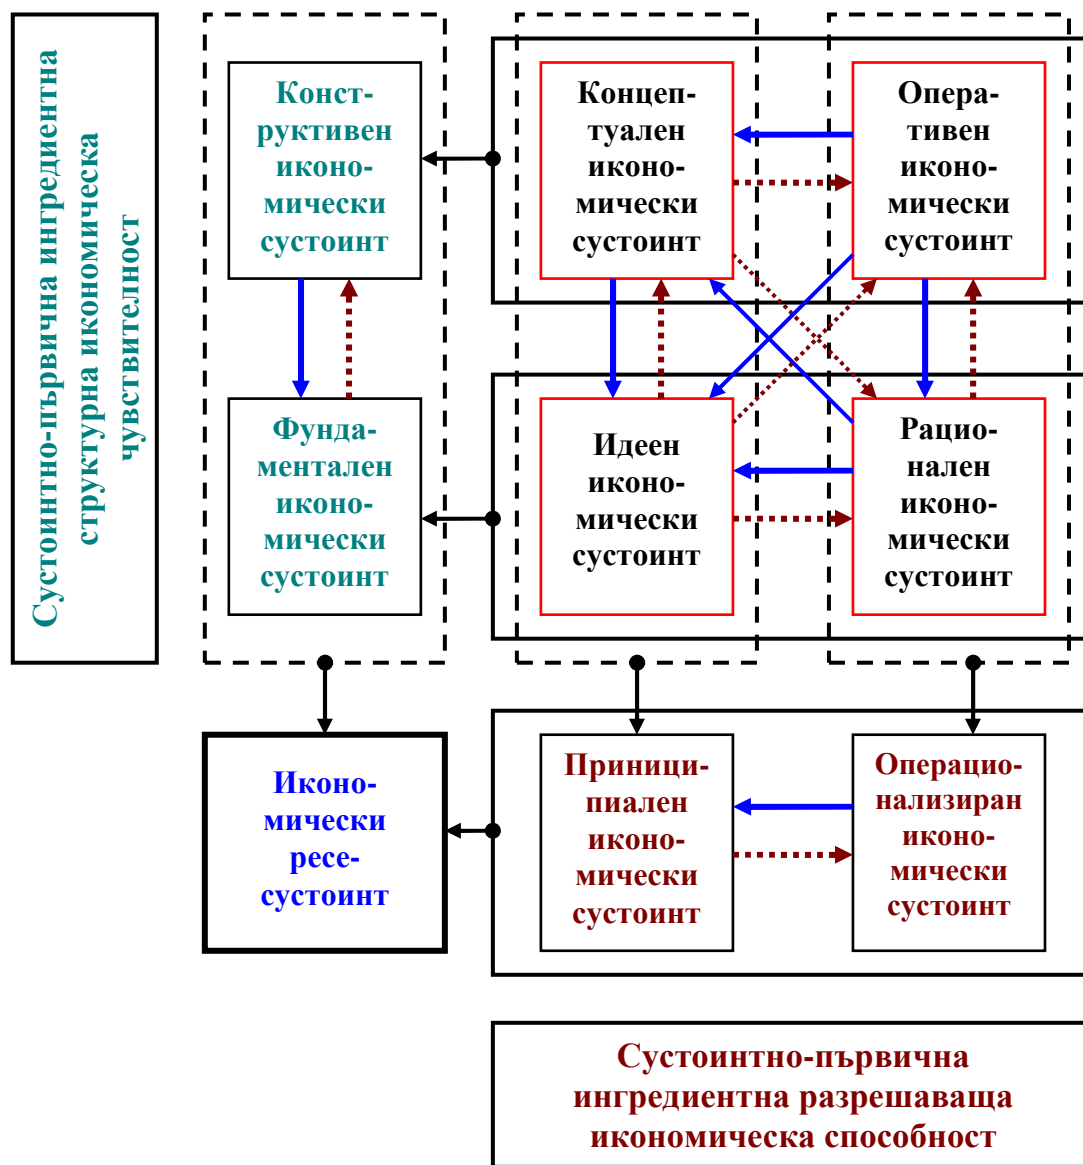 Сустоинтно-първична ингредиентна
структурна икономическа
чувствителност
Конст-
руктивен
иконо-
мически
сустоинт
Концеп-
туален
иконо-
мически
сустоинт
Опера-
тивен
иконо-
мически
сустоинт
Фунда-
ментален
иконо-
мически
сустоинт
Идеен
иконо-
мически
сустоинт
Рацио-
нален
иконо-
мически
сустоинт
Иконо-
мически
ресе-
сустоинт
Приници-
пиален
иконо-
мически
сустоинт
Операцио-
нализиран
иконо-
мически
сустоинт
Сустоинтно-първична
ингредиентна разрешаваща
икономическа способност